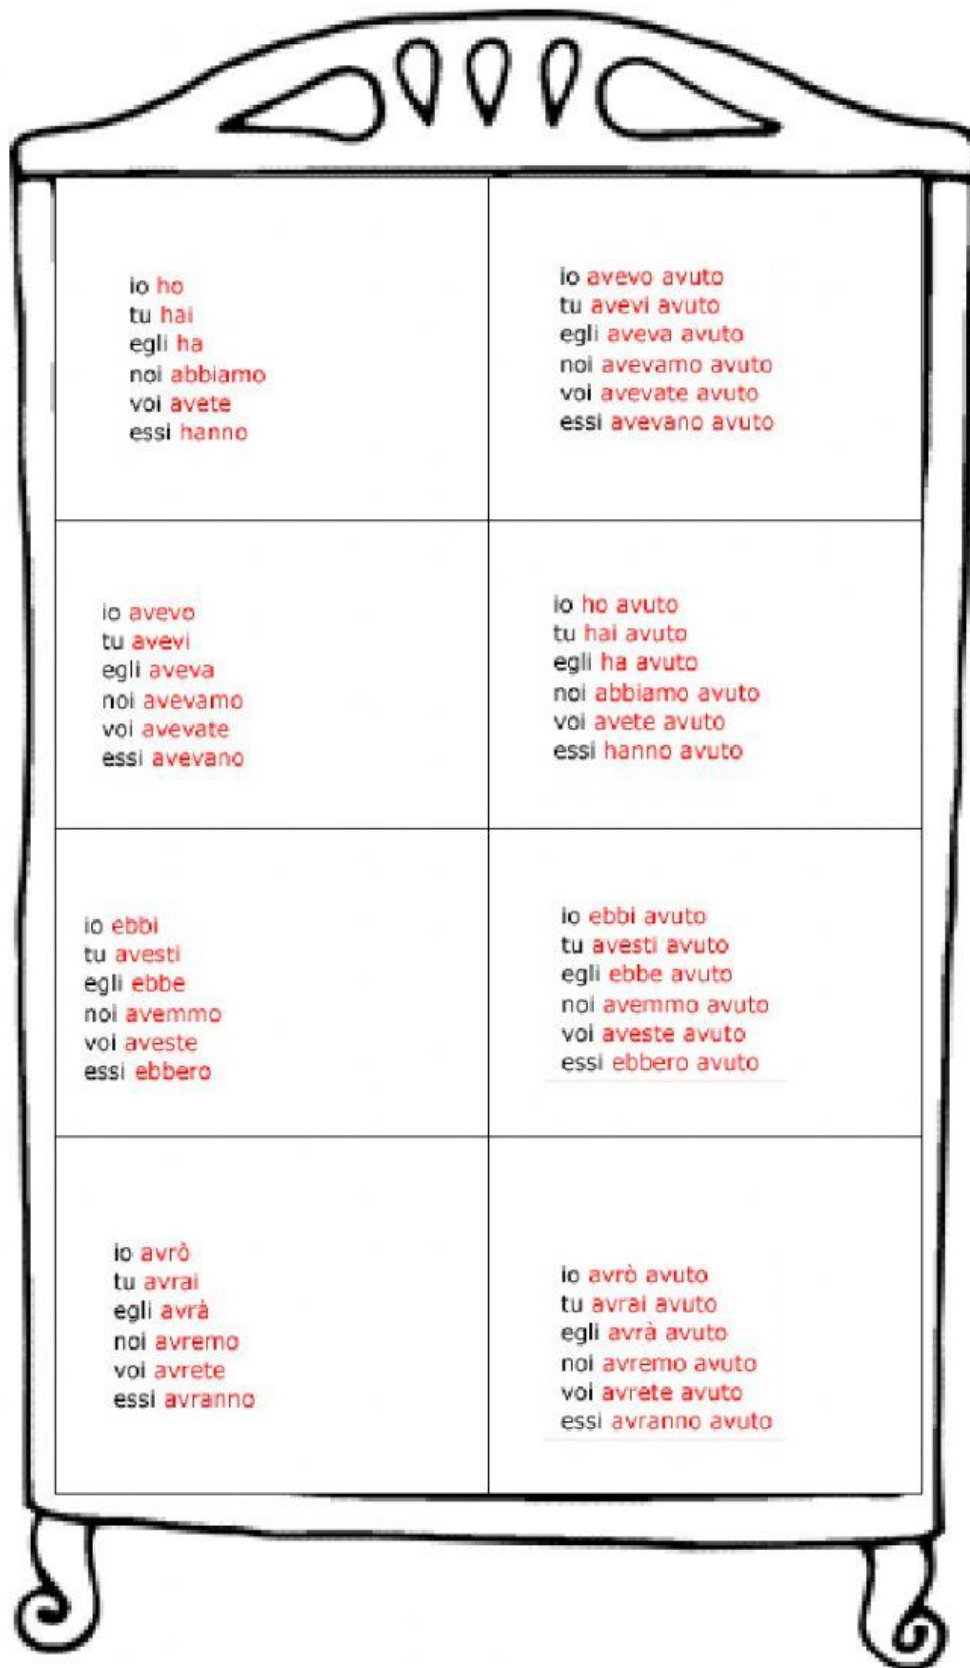 io ho
tu hai
egli ha
noi abbiamo
voi avete
essi hanno
io avevo avuto
tu avevi avuto
egli aveva avuto
noi avevamo avuto
voi avevate avuto
essi avevano avuto
io avevo
tu avevi
egli aveva
noi avevamo
voi avevate
essi avevano
io ho avuto
tu hai avuto
egli ha avuto
noi abbiamo avuto
voi avete avuto
essi hanno avuto
io ebbi
tu avesti
egli ebbe
noi avemmo
voi aveste
essi ebbero
io ebbi avuto
tu avesti avuto
egli ebbe avuto
noi avemmo avuto
voi aveste avuto
essi ebbero avuto
io avrò
tu avrai
egli avrà
noi avremo
voi avrete
essi avranno
io avrò avuto
tu avrai avuto
egli avrà avuto
noi avremo avuto
voi avrete avuto
essi avranno avuto